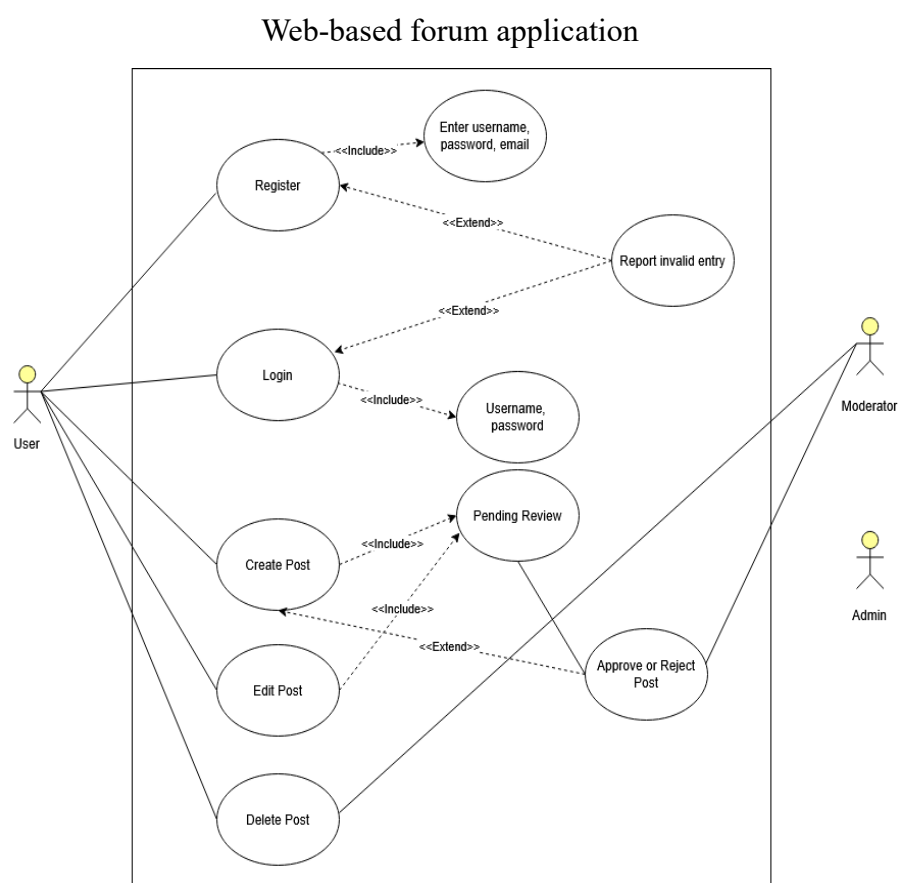 Web-based forum application
Enter username,
password, email
<<Include>>
Register
<<Extend>>
Report invalid entry
<<Extend>>
Login
<<Include>>
Username,
password
User
Moderator
Pending Review
<<Include>>
Create Post
<<Include>>
<<Extend>>
Admin
Approve or Reject
Post
Edit Post
Delete Post